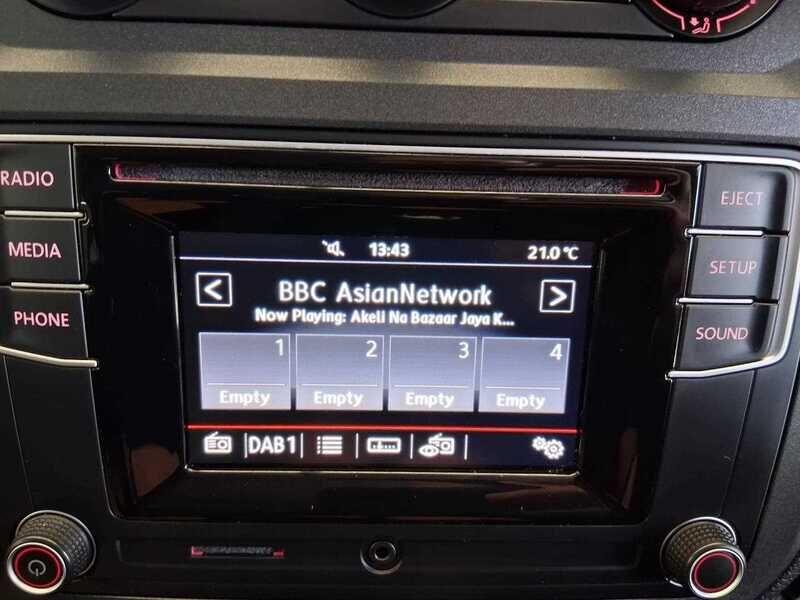 RADIO
MEDIA
PHONE
EJECT
SETUP
SOUND
13:43
21.0 °C
< BBC AsianNetwork >
Now Playing: Akeli Na Bazaar Jaya K...
1 2 3 4
Empty Empty Empty Empty
DAB1